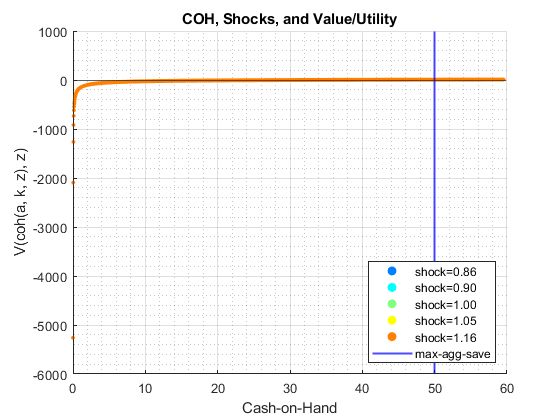 COH, Shocks, and Value/Utility
1000
0
-1000
-2000
-3000
-4000
-5000
-6000
V(coh(a, k, z), z)
shock=0.86
shock=0.90
shock=1.00
shock=1.05
shock=1.16
max-agg-save
0 10 20 30 40 50 60
Cash-on-Hand